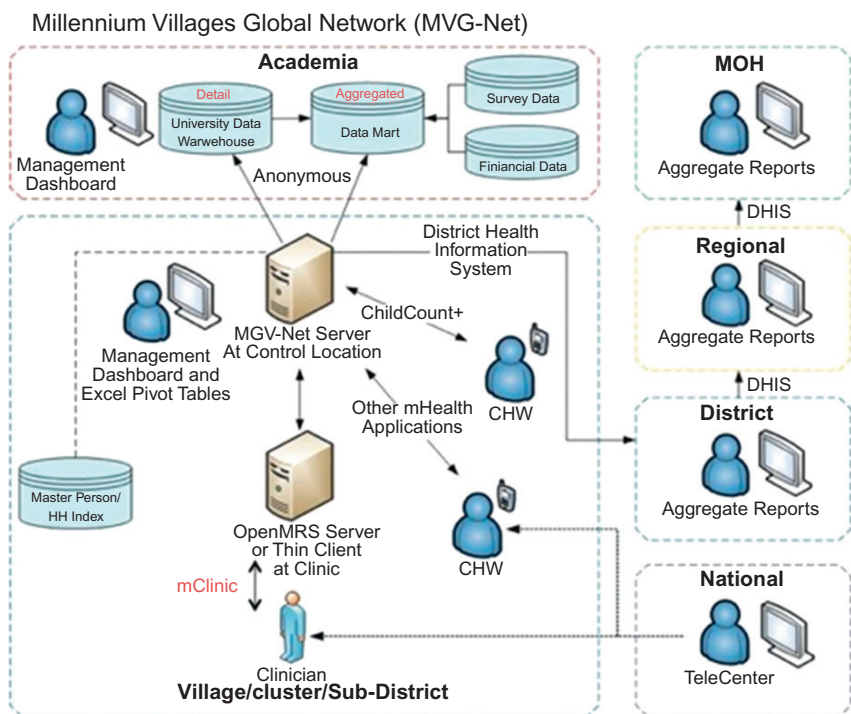 Millennium Villages Global Network (MVG-Net)
Academia
Detail
University Data
Warwehouse
Aggregated
Data Mart
Survey Data
Finiancial Data
Management
Dashboard
Anonymous
MOH
Aggregate Reports
DHIS
Regional
Aggregate Reports
DHIS
District
Aggregate Reports
National
TeleCenter
District Health
Information
System
ChildCount+
MGV-Net Server
At Control Location
Management
Dashboard and
Excel Pivot Tables
CHW
Other mHealth
Applications
Master Person/
HH Index
OpenMRS Server
or Thin Client
at Clinic
CHW
mClinic
Clinician
Village/cluster/Sub-District